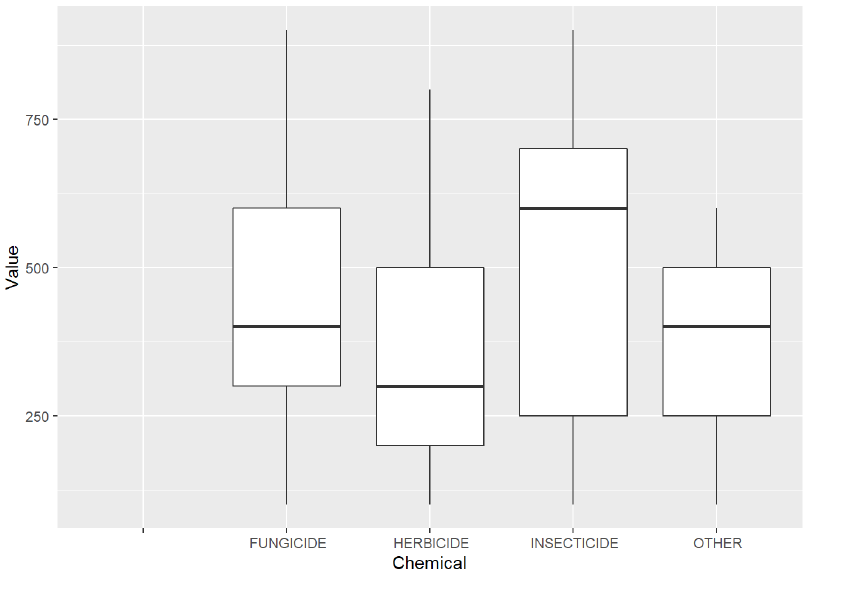 750
500
250
Value
FUNGICIDE HERBICIDE INSECTICIDE OTHER
Chemical